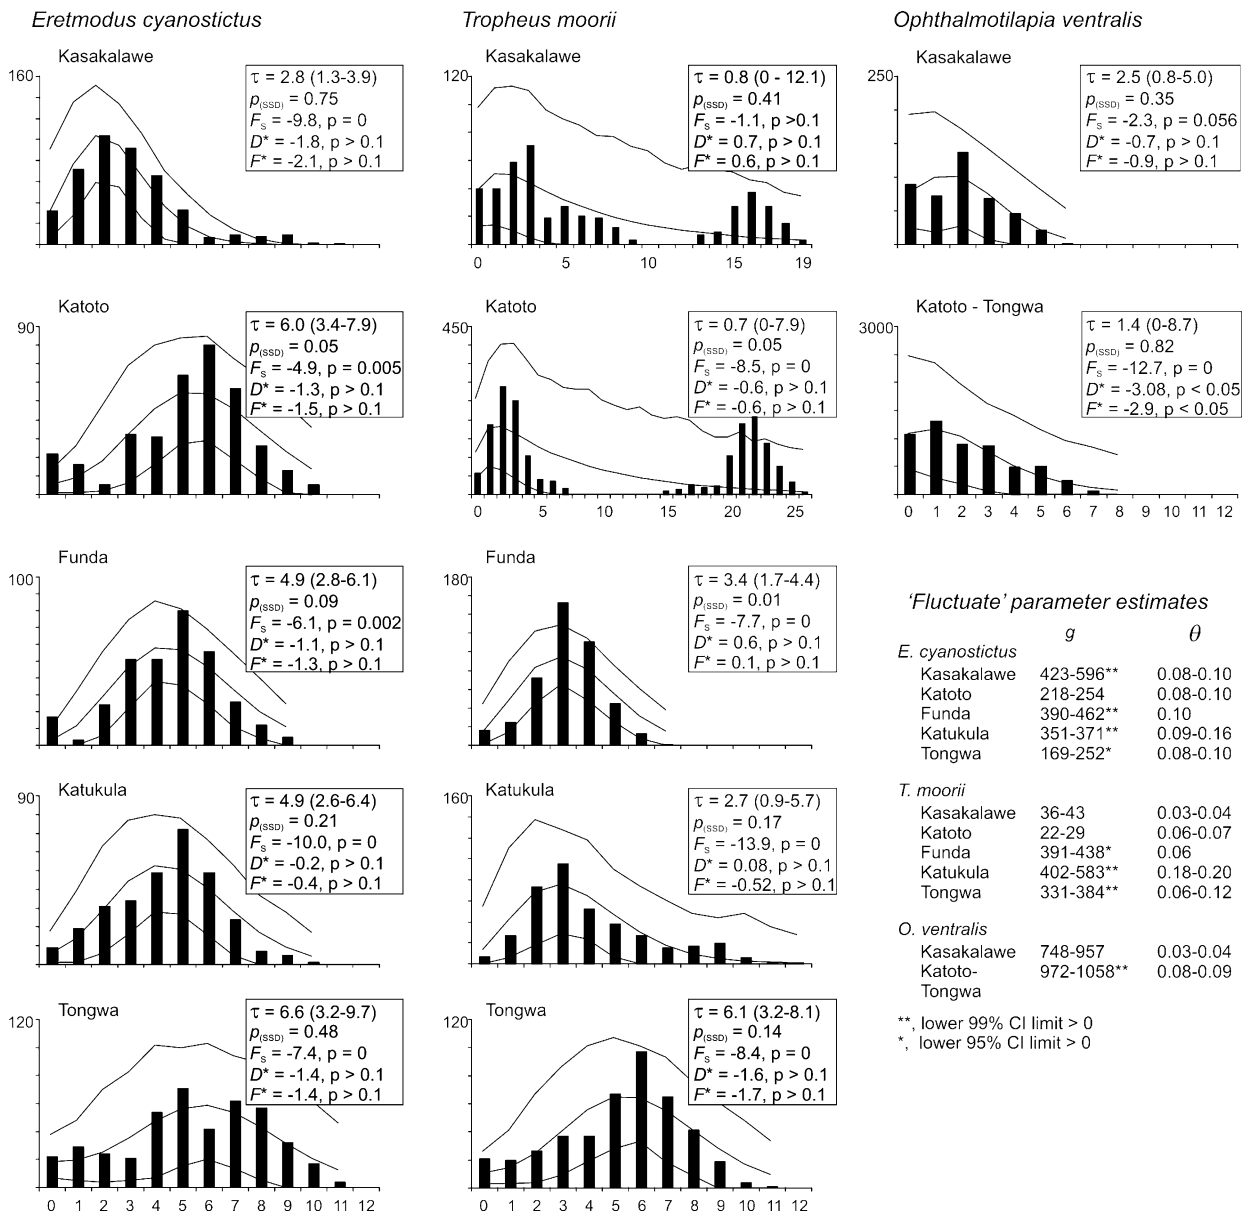 Eretmodus cyanostictus
Tropheus moorii
Ophthalmotilapia ventralis
Kasakalawe
160
τ = 2.8 (1.3-3.9)
p(SSD) = 0.75
FS = -9.8, p = 0
D* = -1.8, p > 0.1
F* = -2.1, p > 0.1
Kasakalawe
120
τ = 0.8 (0 - 12.1)
p(SSD) = 0.41
FS = -1.1, p >0.1
D* = 0.7, p > 0.1
F* = 0.6, p > 0.1
0 5 10 15 19
Kasakalawe
250
τ = 2.5 (0.8-5.0)
p(SSD) = 0.35
FS = -2.3, p = 0.056
D* = -0.7, p > 0.1
F* = -0.9, p > 0.1
Katoto
90
τ = 6.0 (3.4-7.9)
p(SSD) = 0.05
FS = -4.9, p = 0.005
D* = -1.3, p > 0.1
F* = -1.5, p > 0.1
Katoto
450
τ = 0.7 (0-7.9)
p(SSD) = 0.05
FS = -8.5, p = 0
D* = -0.6, p > 0.1
F* = -0.6, p > 0.1
0 5 10 15 20 25
Katoto - Tongwa
3000
τ = 1.4 (0-8.7)
p(SSD) = 0.82
FS = -12.7, p = 0
D* = -3.08, p < 0.05
F* = -2.9, p < 0.05
0 1 2 3 4 5 6 7 8 9 10 11 12
Funda
100
τ = 4.9 (2.8-6.1)
p(SSD) = 0.09
FS = -6.1, p = 0.002
D* = -1.1, p > 0.1
F* = -1.3, p > 0.1
Funda
180
τ = 3.4 (1.7-4.4)
p(SSD) = 0.01
FS = -7.7, p = 0
D* = 0.6, p > 0.1
F* = 0.1, p > 0.1
Katukula
90
τ = 4.9 (2.6-6.4)
p(SSD) = 0.21
FS = -10.0, p = 0
D* = -0.2, p > 0.1
F* = -0.4, p > 0.1
Katukula
160
τ = 2.7 (0.9-5.7)
p(SSD) = 0.17
FS = -13.9, p = 0
D* = 0.08, p > 0.1
F* = -0.52, p > 0.1
Tongwa
120
τ = 6.6 (3.2-9.7)
p(SSD) = 0.48
FS = -7.4, p = 0
D* = -1.4, p > 0.1
F* = -1.4, p > 0.1
0 1 2 3 4 5 6 7 8 9 10 11 12
Tongwa
120
τ = 6.1 (3.2-8.1)
p(SSD) = 0.14
FS = -8.4, p = 0
D* = -1.6, p > 0.1
F* = -1.7, p > 0.1
0 1 2 3 4 5 6 7 8 9 10 11 12
'Fluctuate' parameter estimates
g θ
E. cyanostictus
Kasakalawe 423-596** 0.08-0.10
Katoto 218-254 0.08-0.10
Funda 390-462** 0.10
Katukula 351-371** 0.09-0.16
Tongwa 169-252* 0.08-0.10
T. moorii
Kasakalawe 36-43 0.03-0.04
Katoto 22-29 0.06-0.07
Funda 391-438* 0.06
Katukula 402-583** 0.18-0.20
Tongwa 331-384** 0.06-0.12
O. ventralis
Kasakalawe 748-957 0.03-0.04
Katoto- 972-1058** 0.08-0.09
Tongwa
**, lower 99% CI limit > 0
*, lower 95% CI limit > 0